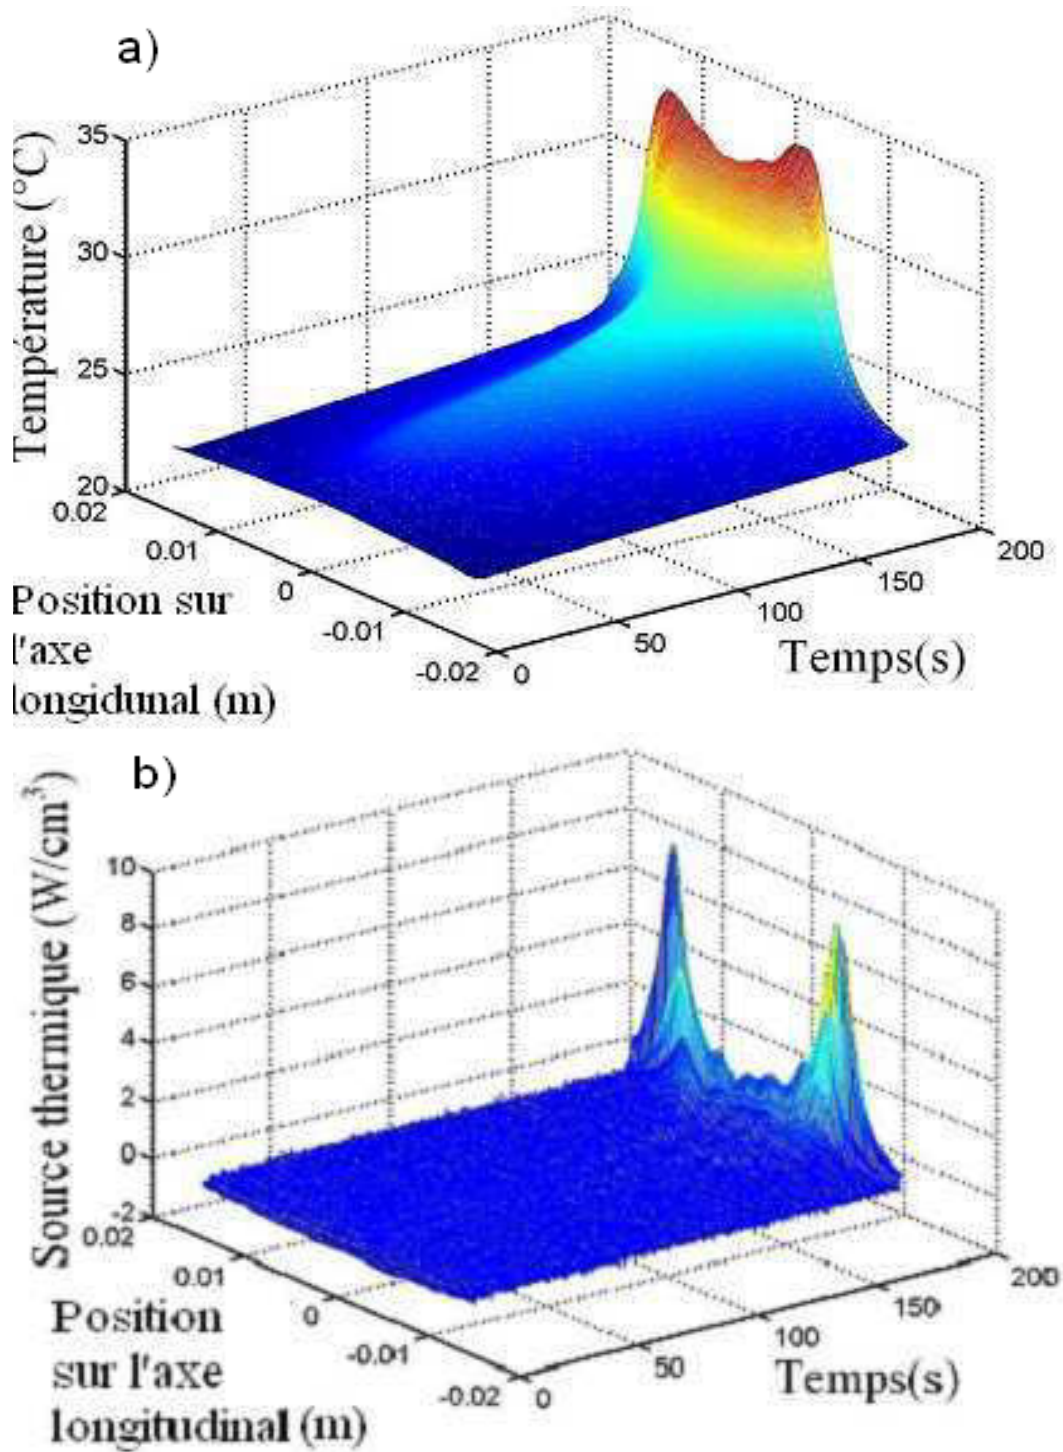 a)
35
30
25
20
Température (°C)
0.02
0.01
0
-0.01
-0.02
Position sur
l'axe
longidunal (m)
0
50
100
150
200
Temps(s)
b)
10
8
6
4
2
0
-2
Source thermique (W/cm³)
0.02
0.01
0
-0.01
-0.02
Position
sur l'axe
longitudinal (m)
0
50
100
150
200
Temps(s)